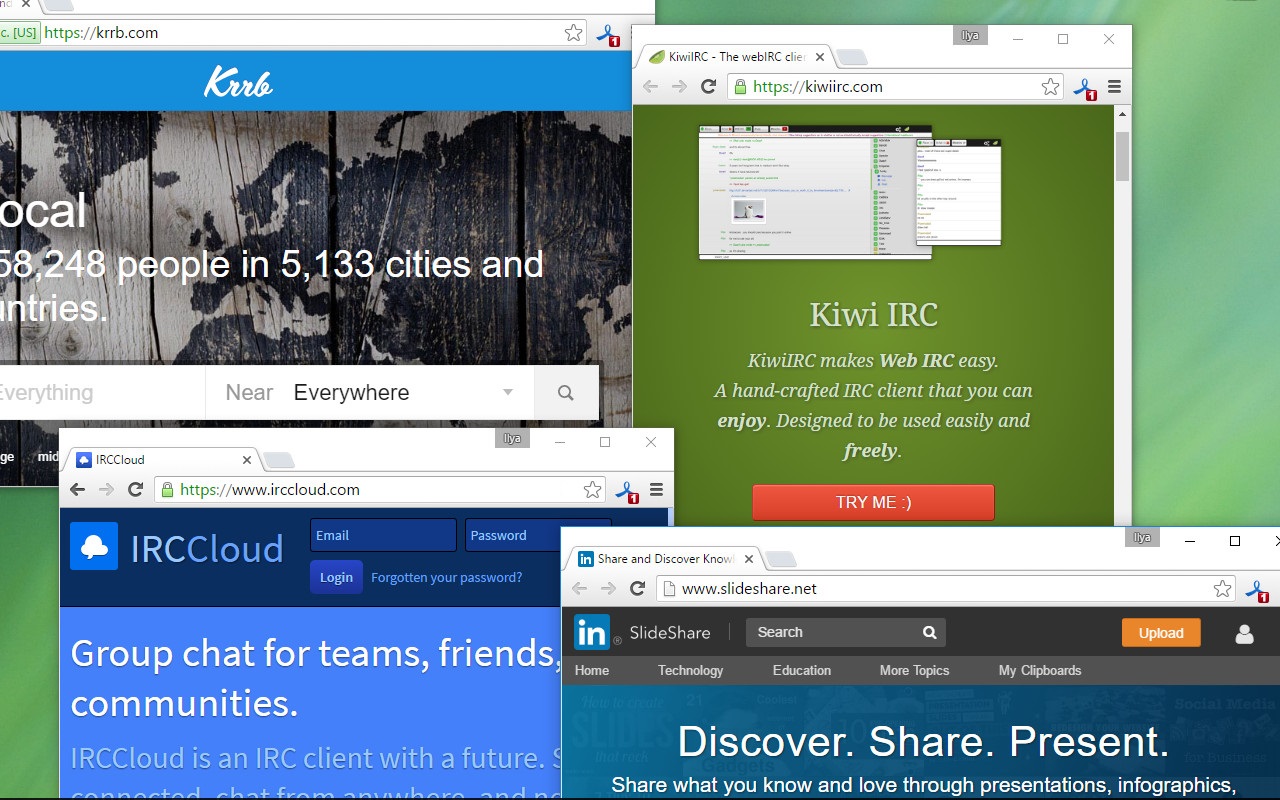 c. [US] https://krrb.com
1
Krrb
ocal
58,248 people in 5,133 cities and
untries.
Everything Near Everywhere
ge mid
Ilya
KiwiIRC - The webIRC clie
https://kiwiirc.com
1
Kiwi IRC
KiwiIRC makes Web IRC easy.
A hand-crafted IRC client that you can
enjoy. Designed to be used easily and
freely.
TRY ME :)
Ilya
IRCCloud
https://www.irccloud.com
1
IRCCloud
Email Password
Login Forgotten your password?
Group chat for teams, friends,
communities.
IRCCloud is an IRC client with a future. S
connected, chat from anywhere, and ne
Ilya
Share and Discover Knowl
www.slideshare.net
1
in SlideShare Search Upload
Home Technology Education More Topics My Clipboards
Discover. Share. Present.
Share what you know and love through presentations, infographics,